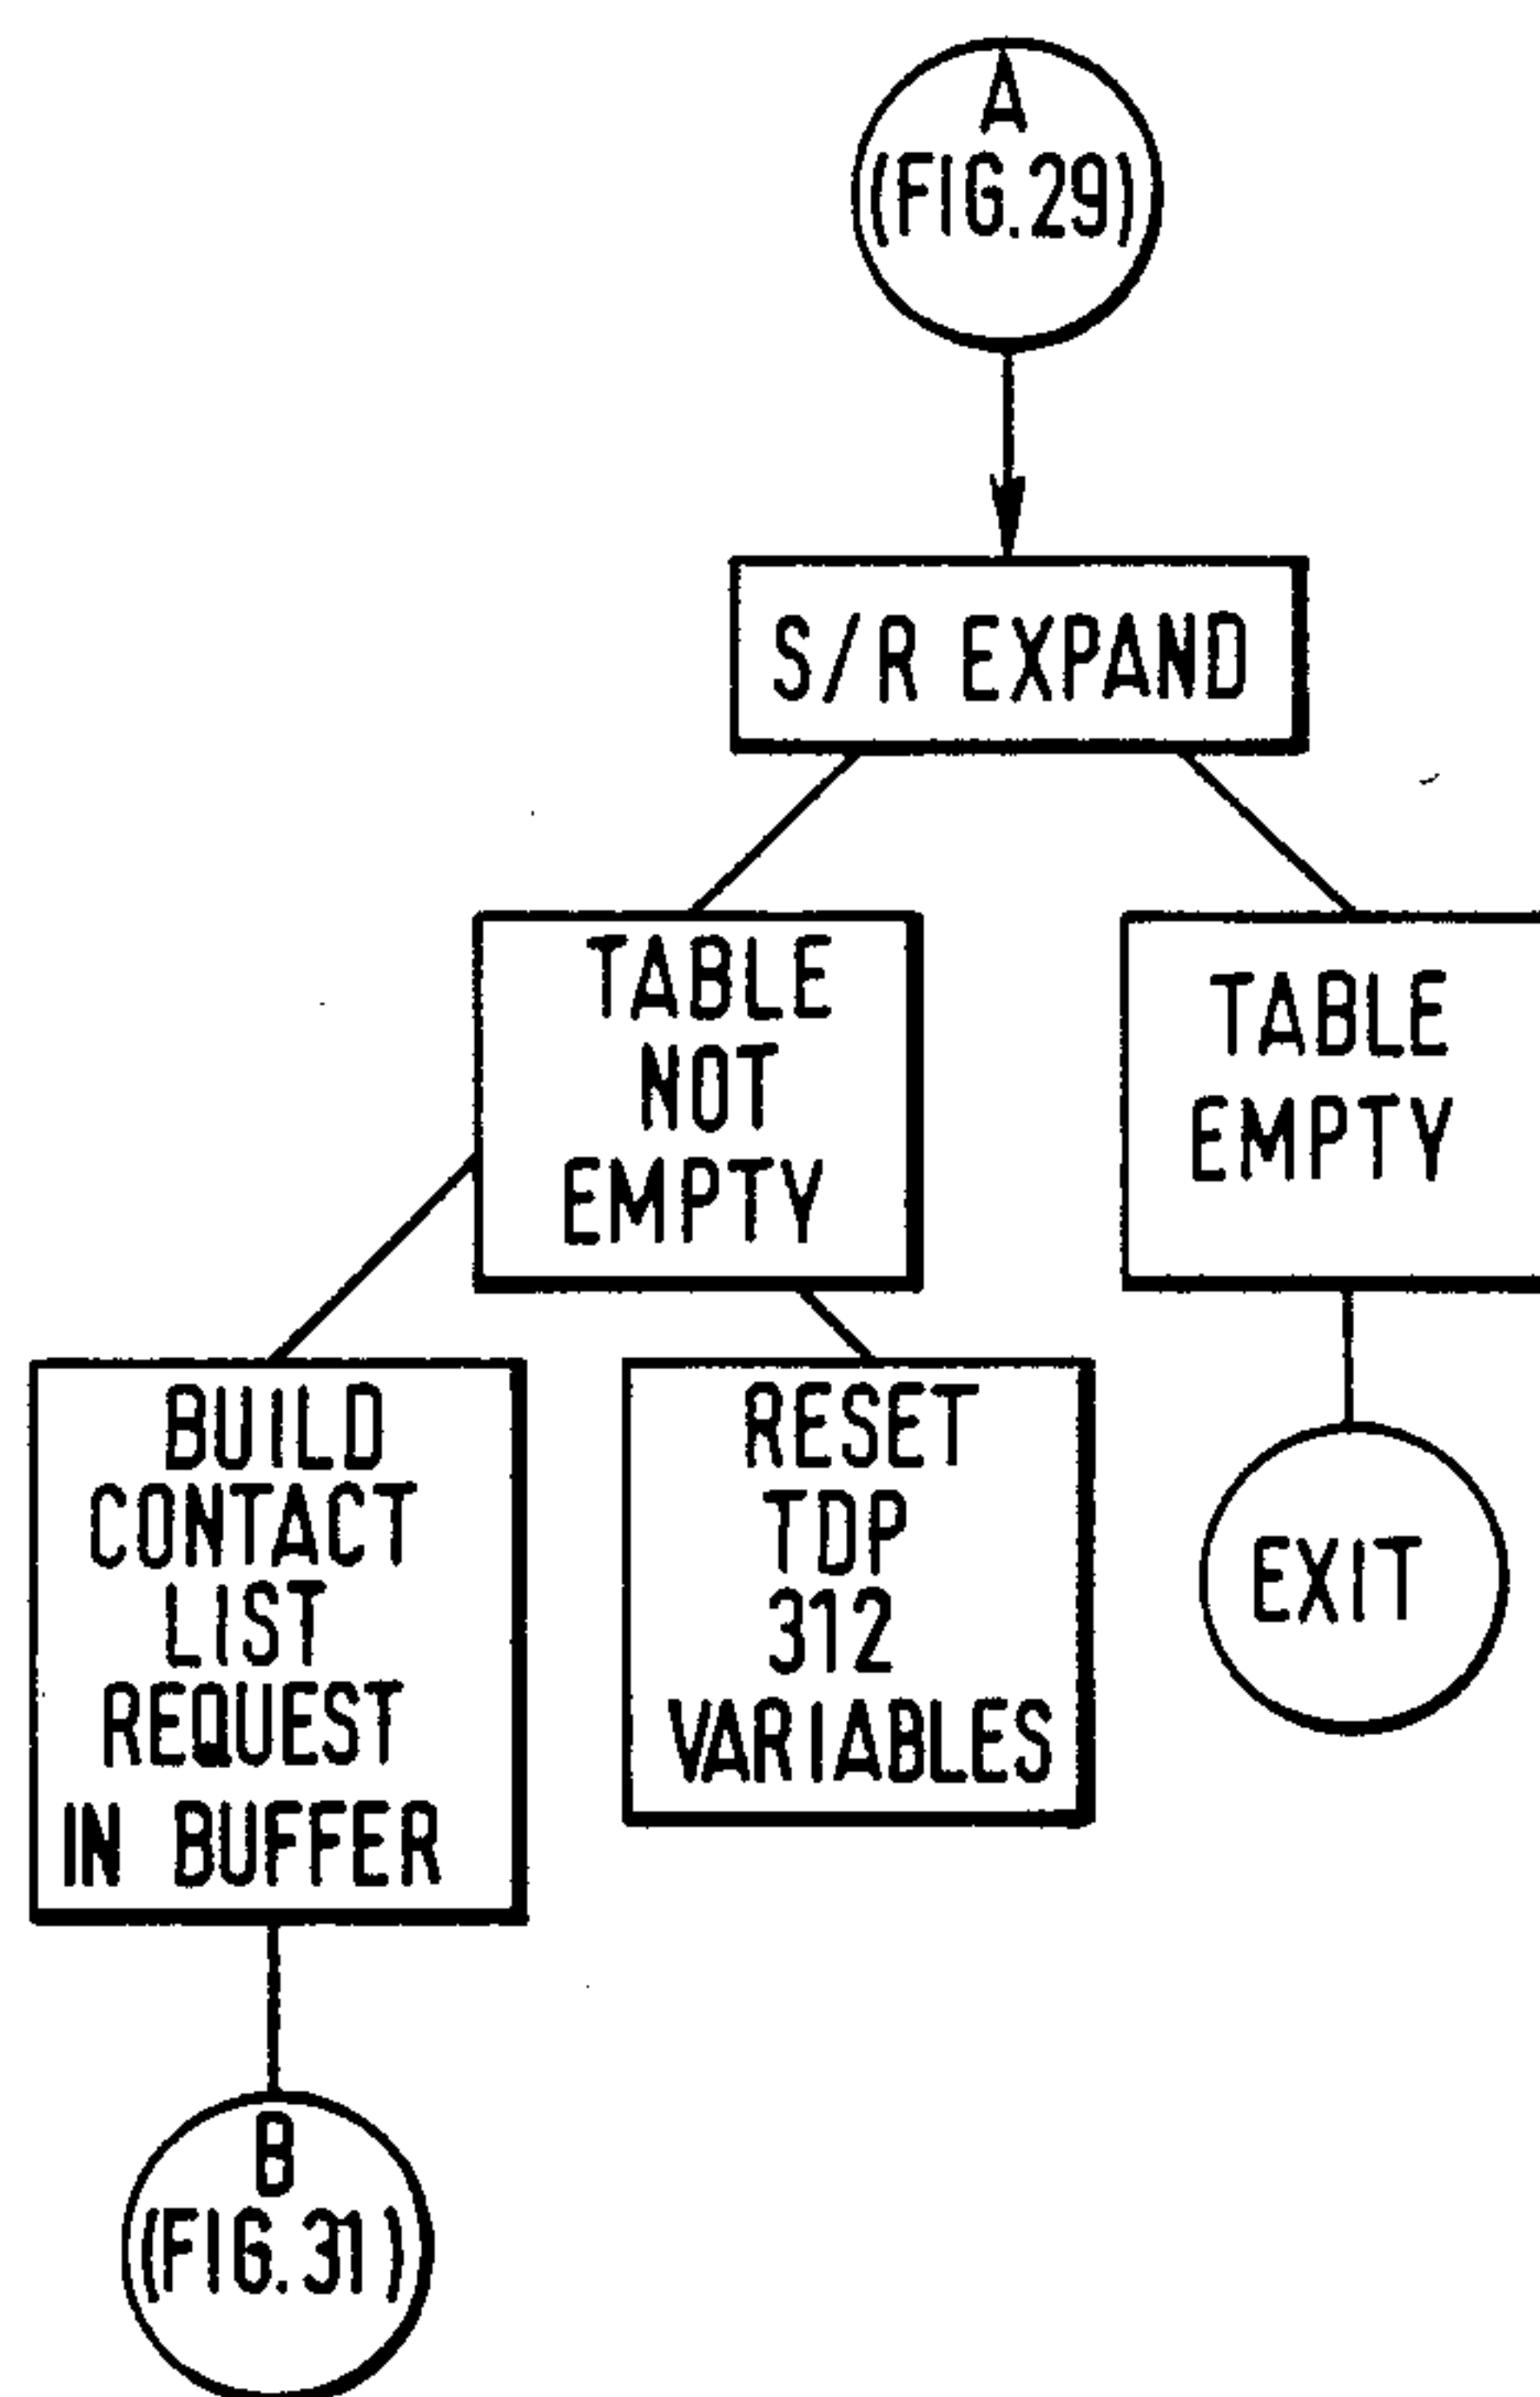 A
(FIG.29)
S/R EXPAND
TABLE
NOT
EMPTY
TABLE
EMPTY
BUILD
CONTACT
LIST
REQUEST
IN BUFFER
RESET
TDP
312
VARIABLES
EXIT
B
(FIG.31)